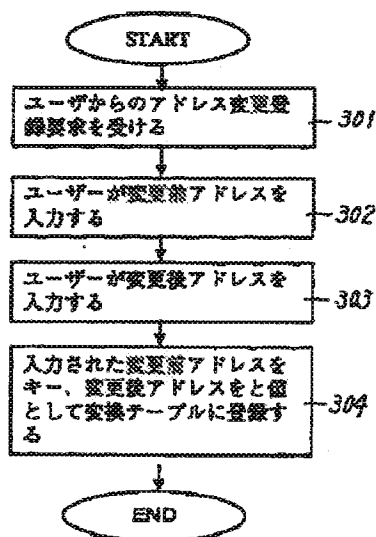 START
ユーザからのアドレス変更登
録要求を受ける
301
ユーザーが変更前アドレスを
入力する
302
ユーザーが変更後アドレスを
入力する
303
入力された変更前アドレスを
キー、変更後アドレスをと値
として変換テーブルに登録す
る
304
END